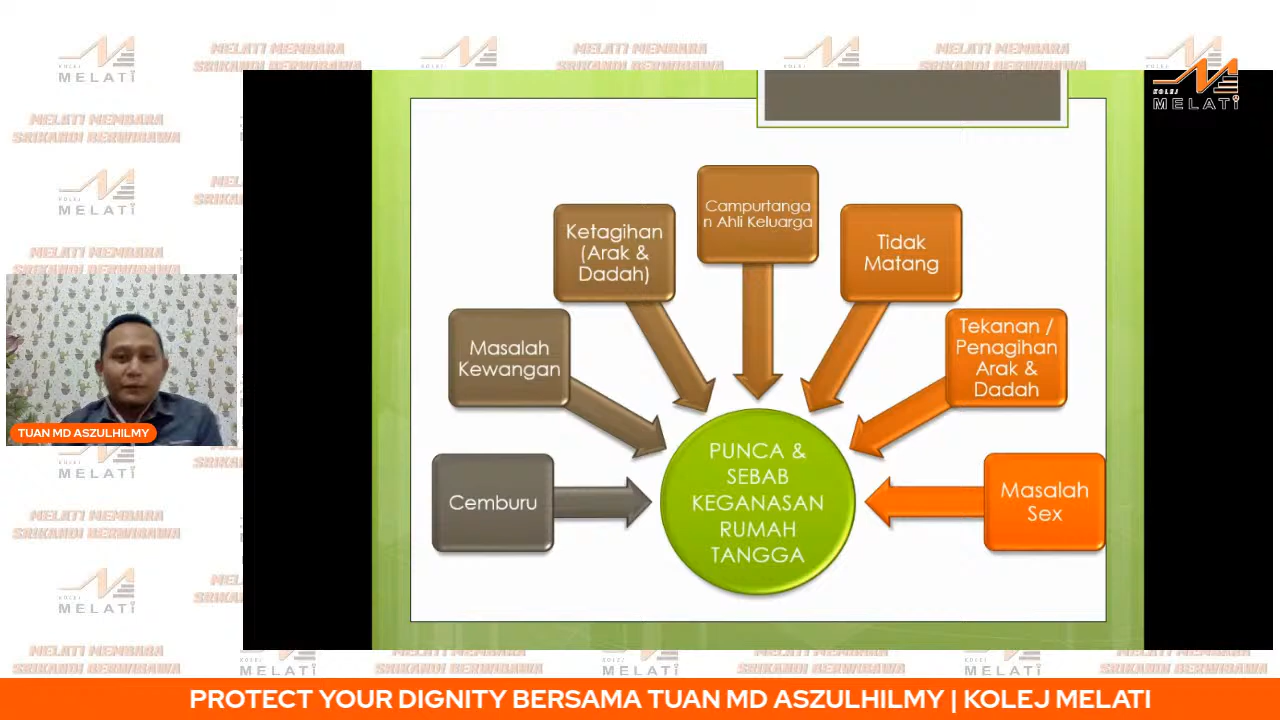 MELATI MEMBARA
SRIKANDI BERWIBAWA
KOLEJ
MELATI
Campurtanga
n Ahli Keluarga
Ketagihan
(Arak &
Dadah)
Tidak
Matang
Masalah
Kewangan
Tekanan /
Penagihan
Arak &
Dadah
Cemburu
PUNCA &
SEBAB
KEGANASAN
RUMAH
TANGGA
Masalah
Sex
TUAN MD ASZULHILMY
PROTECT YOUR DIGNITY BERSAMA TUAN MD ASZULHILMY | KOLEJ MELATI